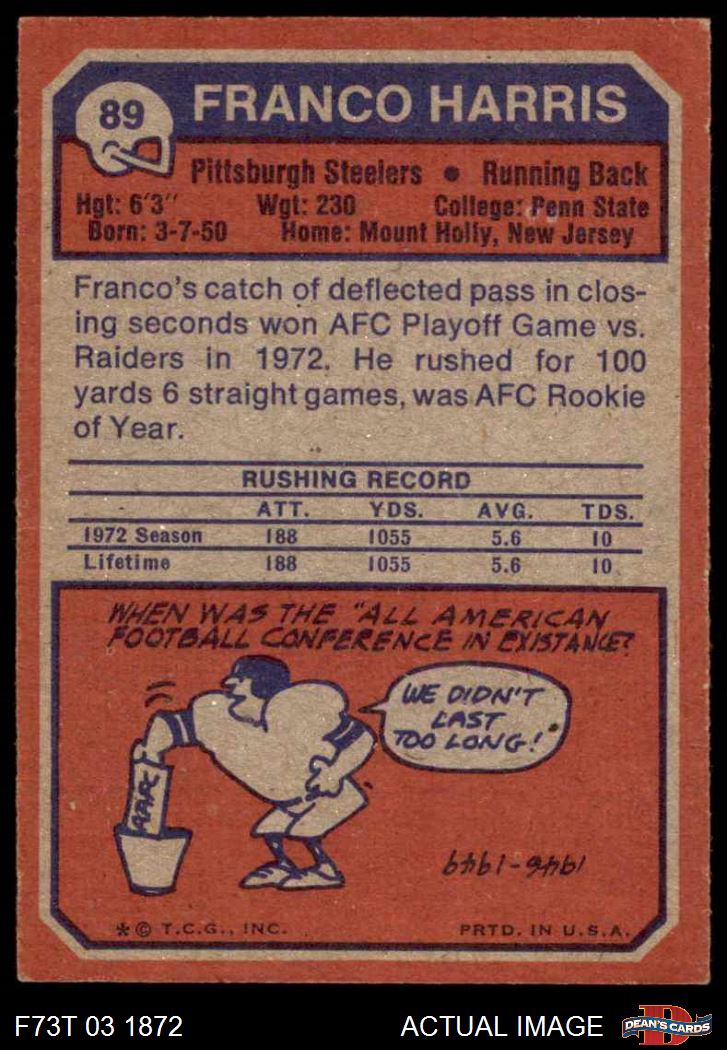 89 FRANCO HARRIS
Pittsburgh Steelers • Running Back
Hgt: 6'3" Wgt: 230 College: Penn State
Born: 3-7-50 Home: Mount Holly, New Jersey
Franco's catch of deflected pass in clos-
ing seconds won AFC Playoff Game vs.
Raiders in 1972. He rushed for 100
yards 6 straight games, was AFC Rookie
of Year.
RUSHING RECORD
ATT. YDS. AVG. TDS.
1972 Season 188 1055 5.6 10
Lifetime 188 1055 5.6 10
WHEN WAS THE "ALL AMERICAN
FOOTBALL CONFERENCE IN EXISTANCE?
WE DIDN'T
LAST
TOO LONG!
AAFC
1946-1949
*© T.C.G., INC. PRTD. IN U.S.A.
F73T 03 1872 ACTUAL IMAGE D DEAN'S CARDS